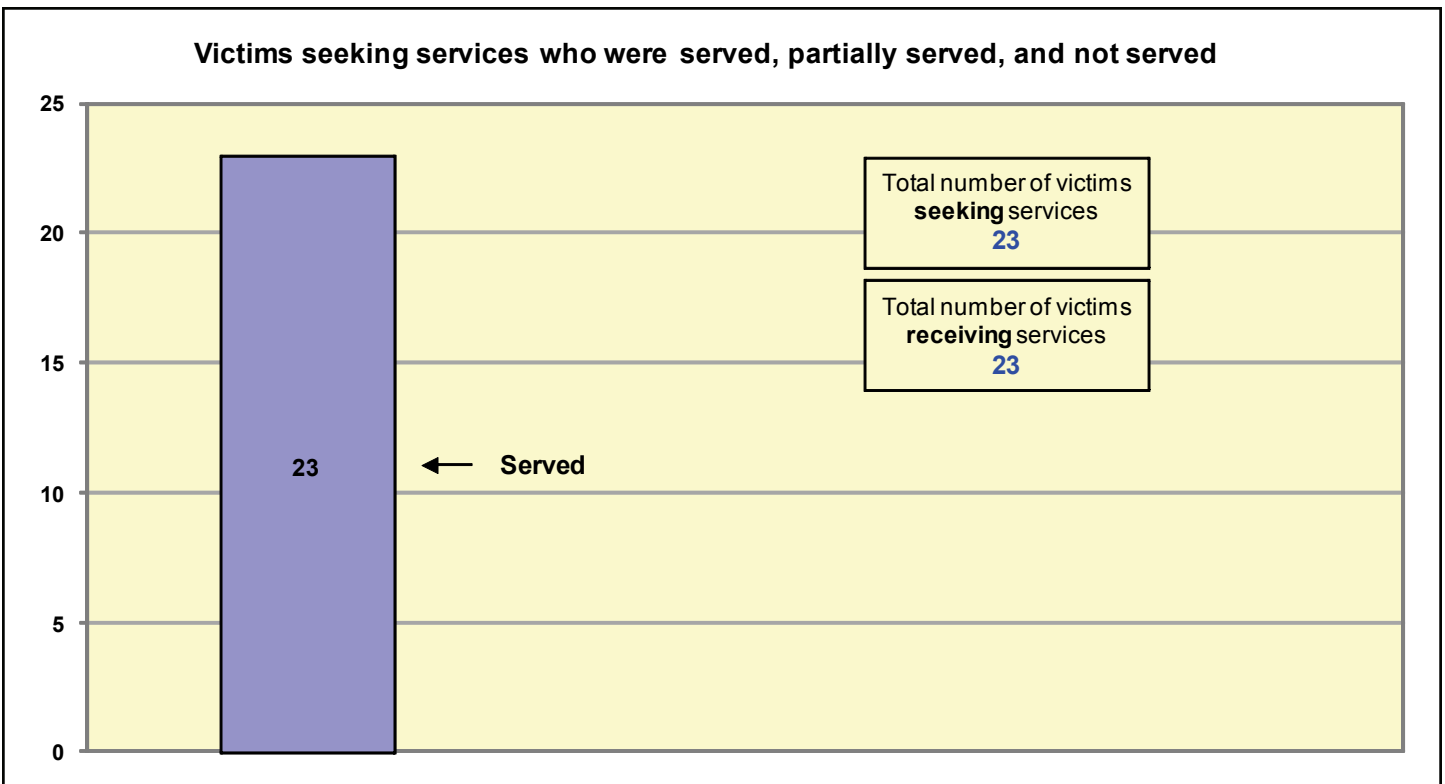 Victims seeking services who were served, partially served, and not served
25
20
15
10
5
0
23
Served
Total number of victims
seeking services
23
Total number of victims
receiving services
23